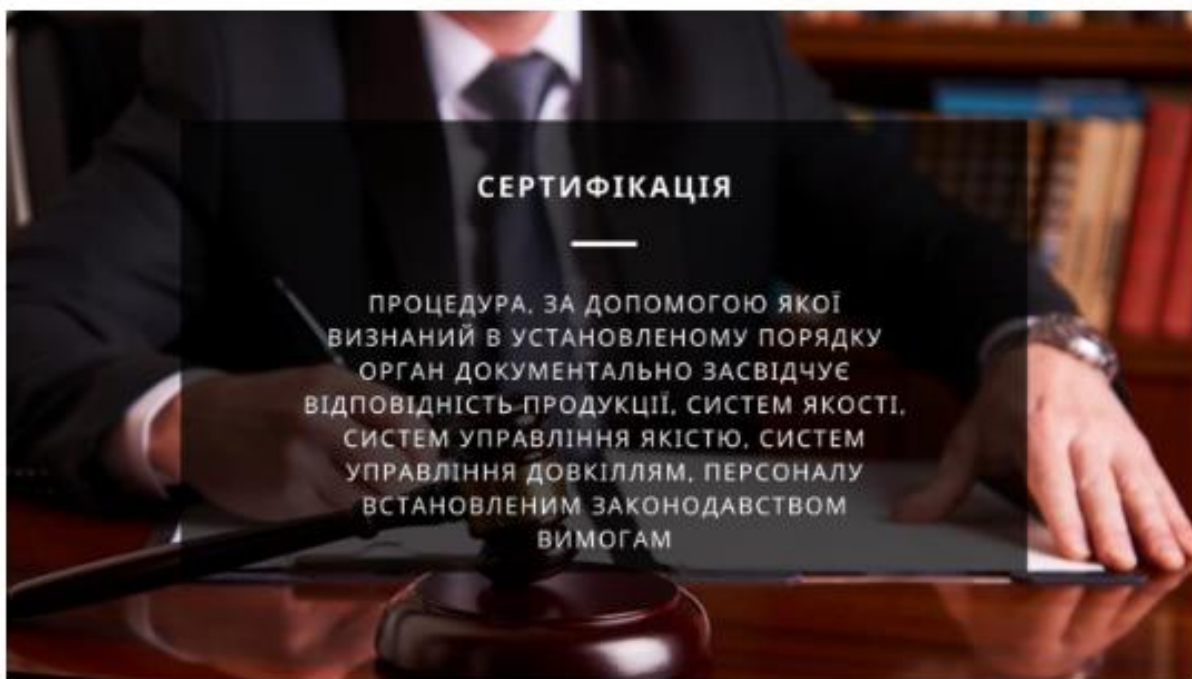 СЕРТИФІКАЦІЯ
ПРОЦЕДУРА, ЗА ДОПОМОГОЮ ЯКОЇ
ВИЗНАНИЙ В УСТАНОВЛЕНОМУ ПОРЯДКУ
ОРГАН ДОКУМЕНТАЛЬНО ЗАСВІДЧУЄ
ВІДПОВІДНІСТЬ ПРОДУКЦІЇ, СИСТЕМ ЯКОСТІ,
СИСТЕМ УПРАВЛІННЯ ЯКІСТЮ, СИСТЕМ
УПРАВЛІННЯ ДОВКІЛЛЯМ, ПЕРСОНАЛУ
ВСТАНОВЛЕНИМ ЗАКОНОДАВСТВОМ
ВИМОГАМ